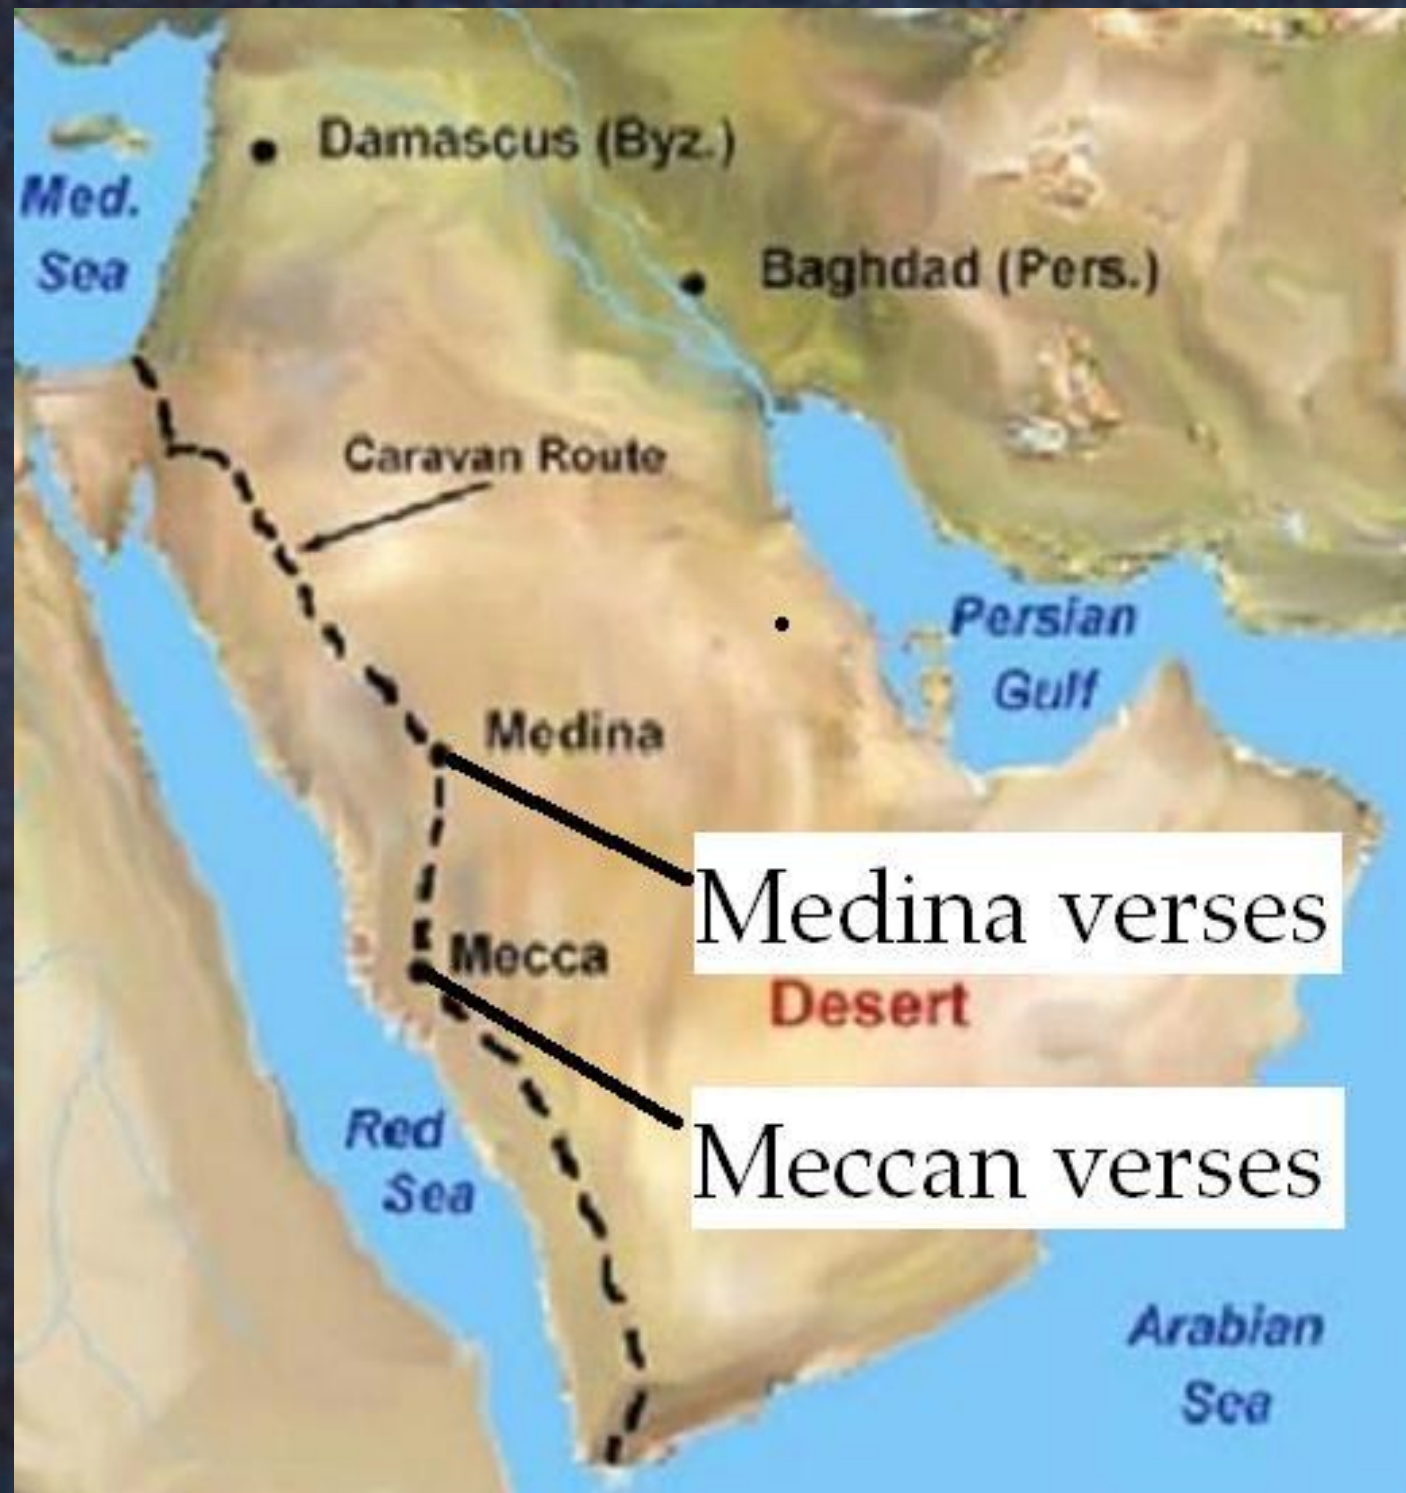 Damascus (Byz.)
Med.
Sea
Baghdad (Pers.)
Caravan Route
Persian
Gulf
Medina
Medina verses
Mecca
Desert
Red
Sea
Meccan verses
Arabian
Sea